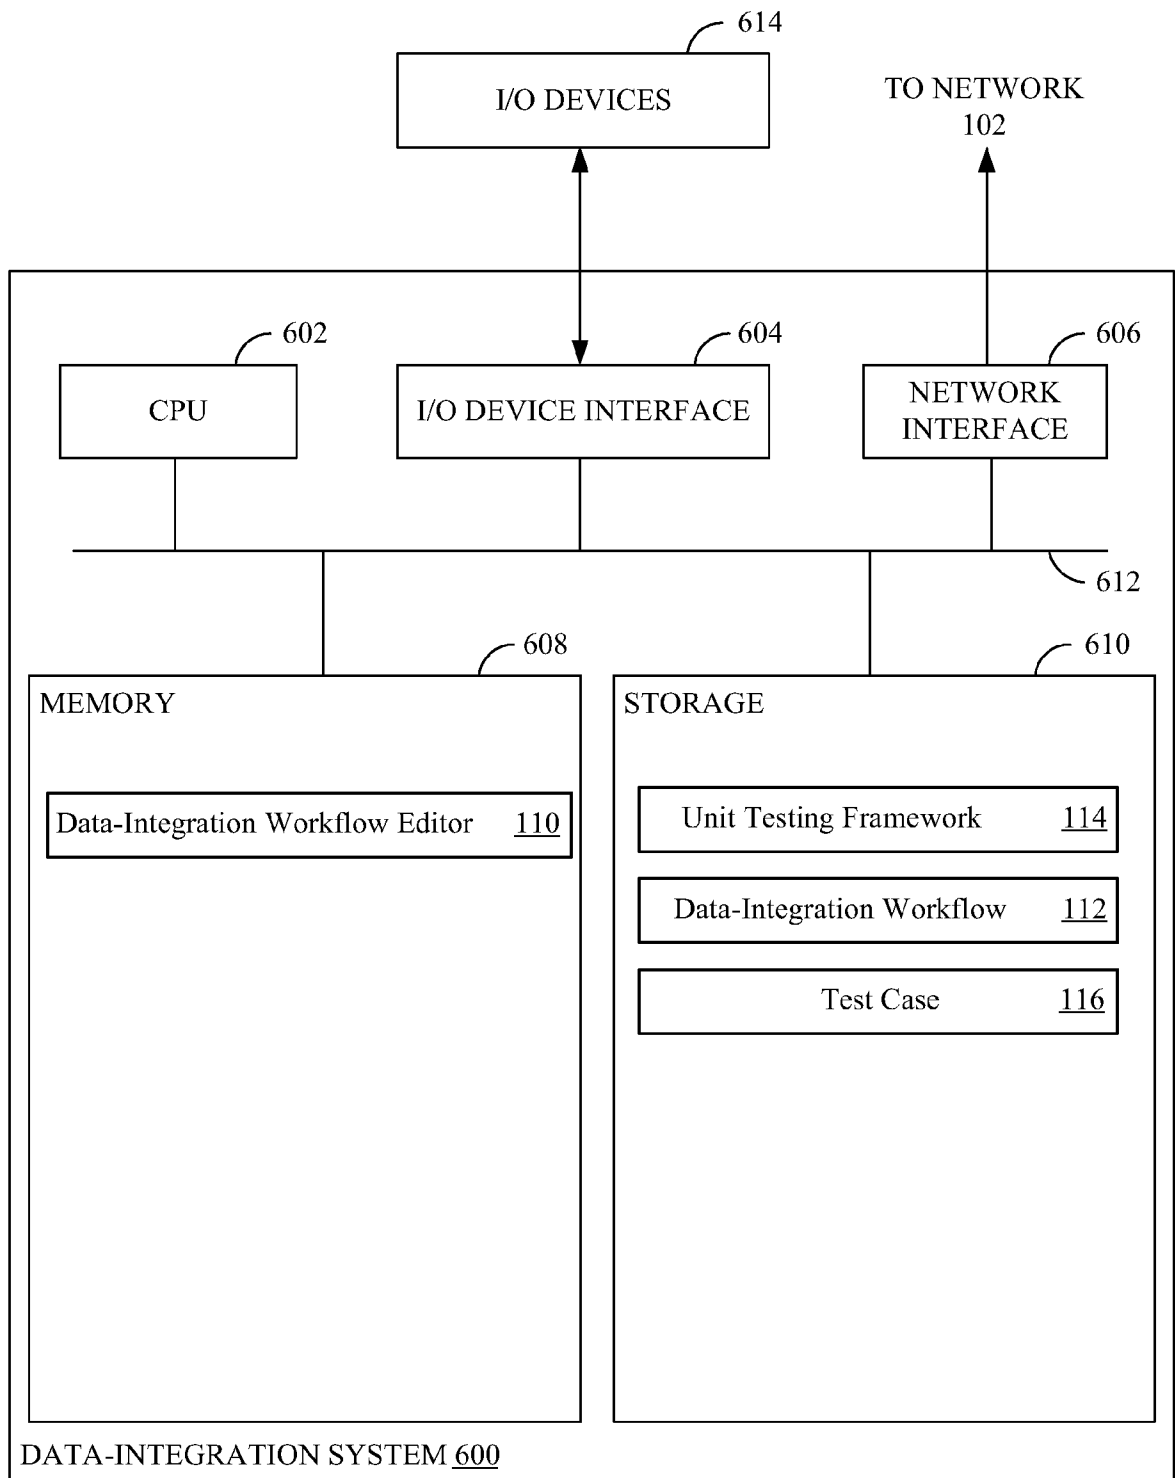 614
I/O DEVICES
TO NETWORK
102
602
604
606
CPU
I/O DEVICE INTERFACE
NETWORK
INTERFACE
612
608
610
MEMORY
STORAGE
Data-Integration Workflow Editor 110
Unit Testing Framework 114
Data-Integration Workflow 112
Test Case 116
DATA-INTEGRATION SYSTEM 600